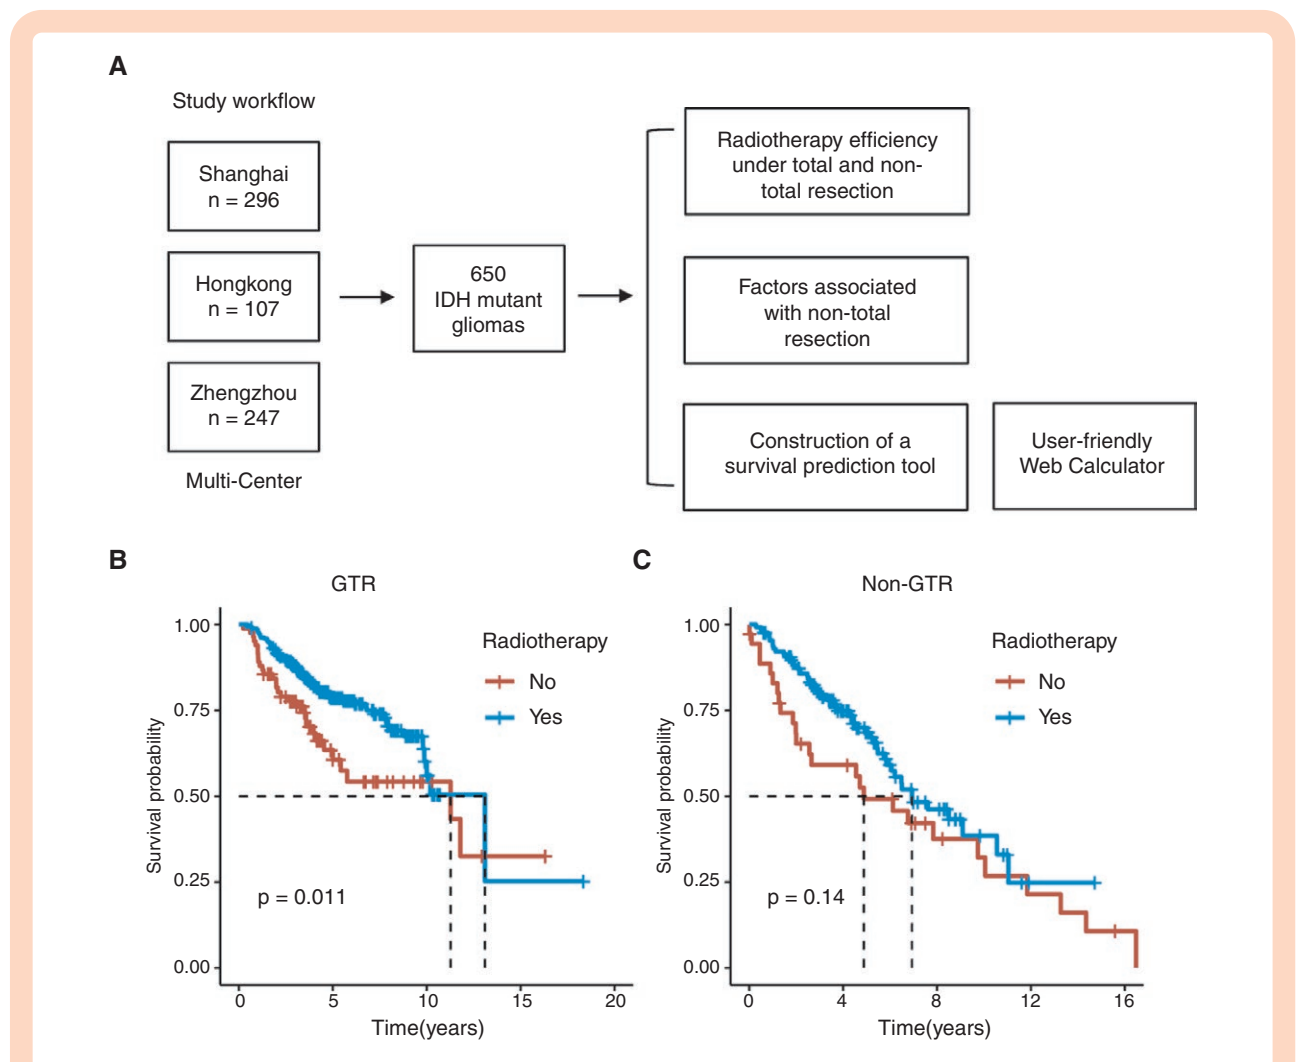 A
Study workflow
Shanghai
n = 296
Hongkong
n = 107
Zhengzhou
n = 247
Multi-Center
650
IDH mutant
gliomas
Radiotherapy efficiency
under total and non-
total resection
Factors associated
with non-total
resection
Construction of a
survival prediction tool
User-friendly
Web Calculator
B
GTR
Survival probability
1.00
0.75
0.50
0.25
0.00
Radiotherapy
No
Yes
p = 0.011
0 5 10 15 20
Time(years)
C
Non-GTR
Survival probability
1.00
0.75
0.50
0.25
0.00
Radiotherapy
No
Yes
p = 0.14
0 4 8 12 16
Time(years)